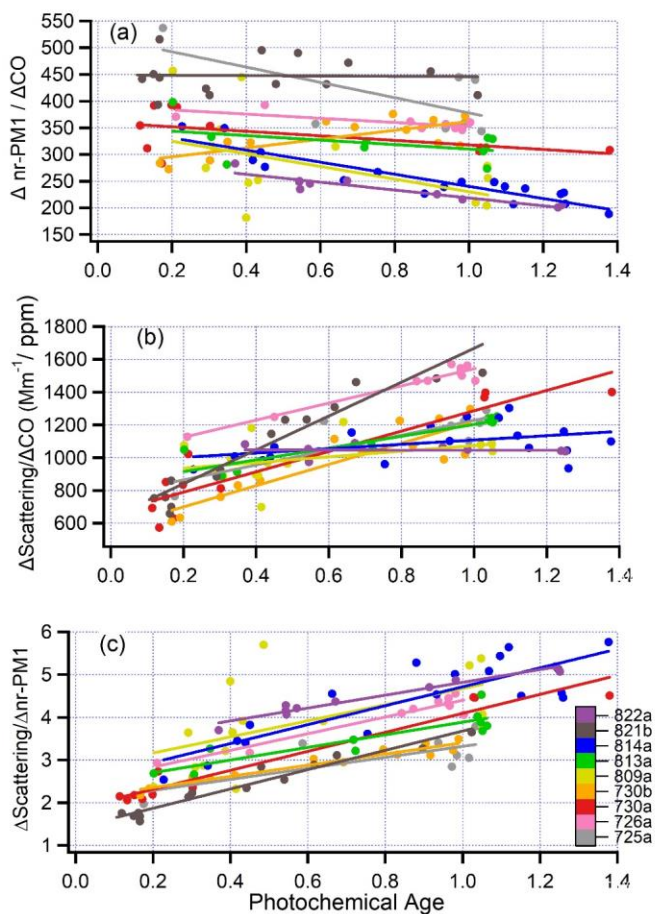 (a)
Δ nr-PM1 / ΔCO
550
500
450
400
350
300
250
200
150
0.0 0.2 0.4 0.6 0.8 1.0 1.2 1.4
(b)
ΔScattering/ΔCO (Mm⁻¹/ ppm)
1800
1600
1400
1200
1000
800
600
0.0 0.2 0.4 0.6 0.8 1.0 1.2 1.4
(c)
ΔScattering/Δnr-PM1
6
5
4
3
2
1
822a
821b
814a
813a
809a
730b
730a
726a
725a
0.0 0.2 0.4 0.6 0.8 1.0 1.2 1.4
Photochemical Age